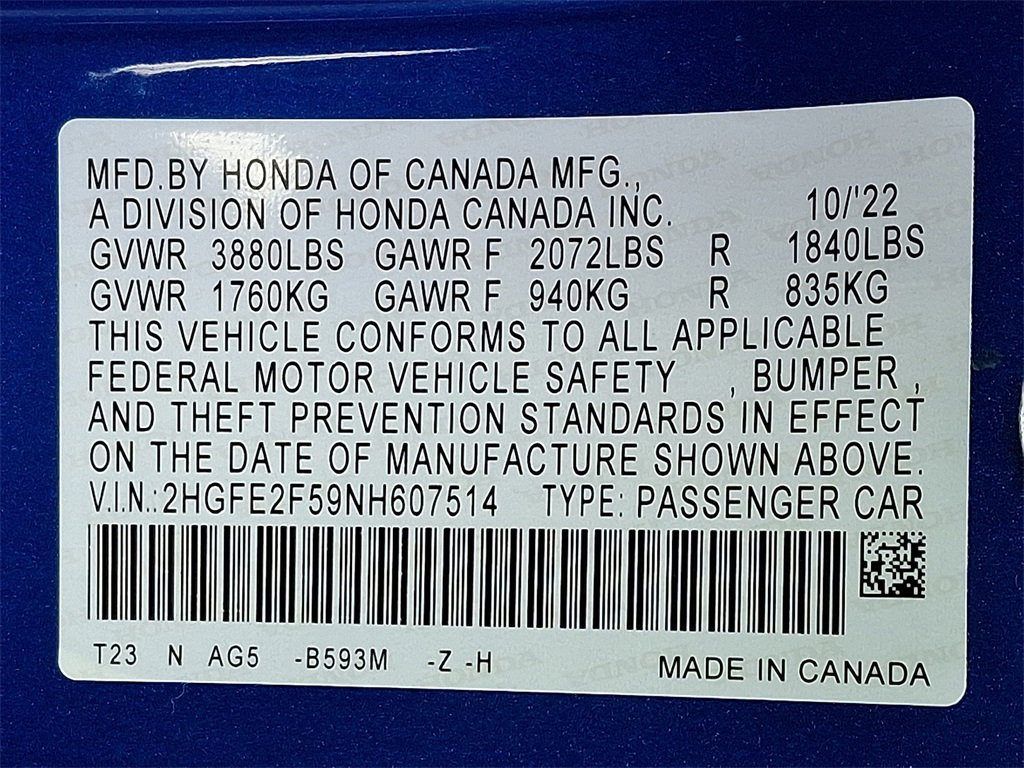 MFD.BY HONDA OF CANADA MFG.,
A DIVISION OF HONDA CANADA INC. 10/'22
GVWR 3880LBS GAWR F 2072LBS R 1840LBS
GVWR 1760KG GAWR F 940KG R 835KG
THIS VEHICLE CONFORMS TO ALL APPLICABLE
FEDERAL MOTOR VEHICLE SAFETY , BUMPER ,
AND THEFT PREVENTION STANDARDS IN EFFECT
ON THE DATE OF MANUFACTURE SHOWN ABOVE.
V.I.N.:2HGFE2F59NH607514 TYPE: PASSENGER CAR
T23 N AG5 -B593M -Z -H MADE IN CANADA